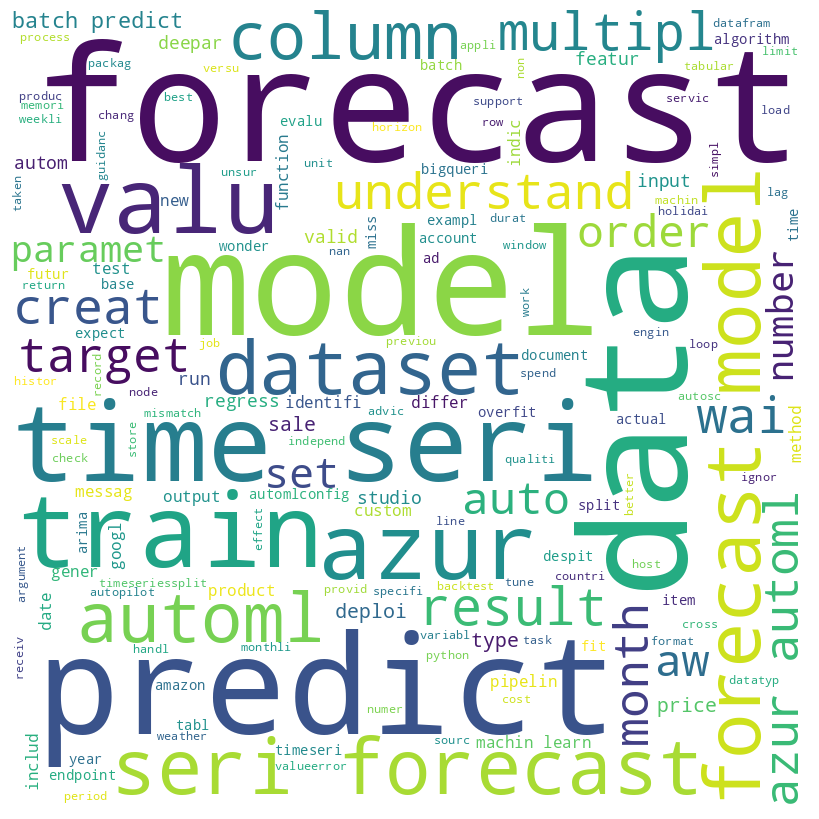 batch predict
column
multipl
datafram
process
deepar
appli
algorithm
packag
versu
batch
featur
non
tabular
limit
forecast
produc
memori
weekli
chang
best
support
servic
load
row
evalu
horizon
indic
simpl
autom
guidanc
taken
valu
new
function
unit
unsur
bigqueri
understand
input
model
lag
machin
holidai
time
paramet
wonder
valid
nan
miss
exampl
account
ad
durat
window
order
futur
return
test
base
creat
model
data
number
expect
previou
work
engin
loop
target
job
dataset
document
spend
histor
record
node
run
regress
identifi
differ
advic
overfit
actual
autosc
wai
file
mismatch
sale
independ
method
time seri
scale
check
store
set
qualiti
better
ignor
messag
output
automlconfig
studio
custom
auto
split
train
azur
line
arima
googl
effect
despit
host
gener
argument
timeseriessplit
autopilot
product
provid
specifi
backtest
tune
countri
forecast model
azur automl
date
automl
deploi
result
item
handl
monthli
variabl
type
task
fit
format
cross
receiv
predict
python
month
aw
datatyp
amazon
pipelin
cost
price
numer
tabl
weather
includ
year
endpoint
timeseri
valueerror
sourc
machin learn
period
seri forecast